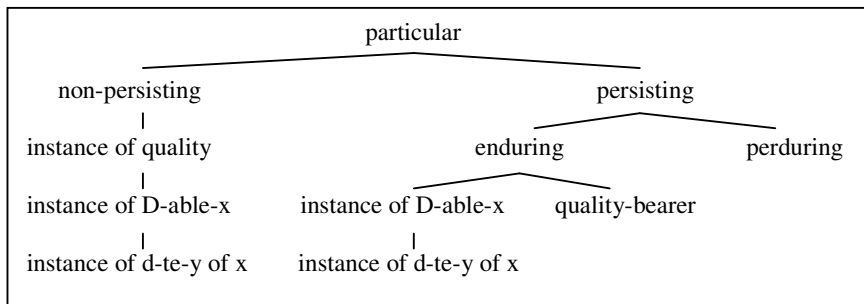 particular
non-persisting persisting
instance of quality enduring perduring
instance of D-able-x instance of D-able-x quality-bearer
instance of d-te-y of x instance of d-te-y of x